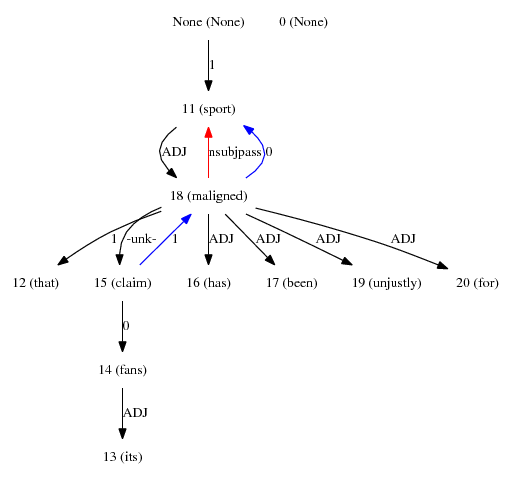 None (None) 0 (None)
1
11 (sport)
ADJ nsubjpass 0
18 (maligned)
1 -unk- 1 ADJ ADJ ADJ ADJ
12 (that) 15 (claim) 16 (has) 17 (been) 19 (unjustly) 20 (for)
0
14 (fans)
ADJ
13 (its)